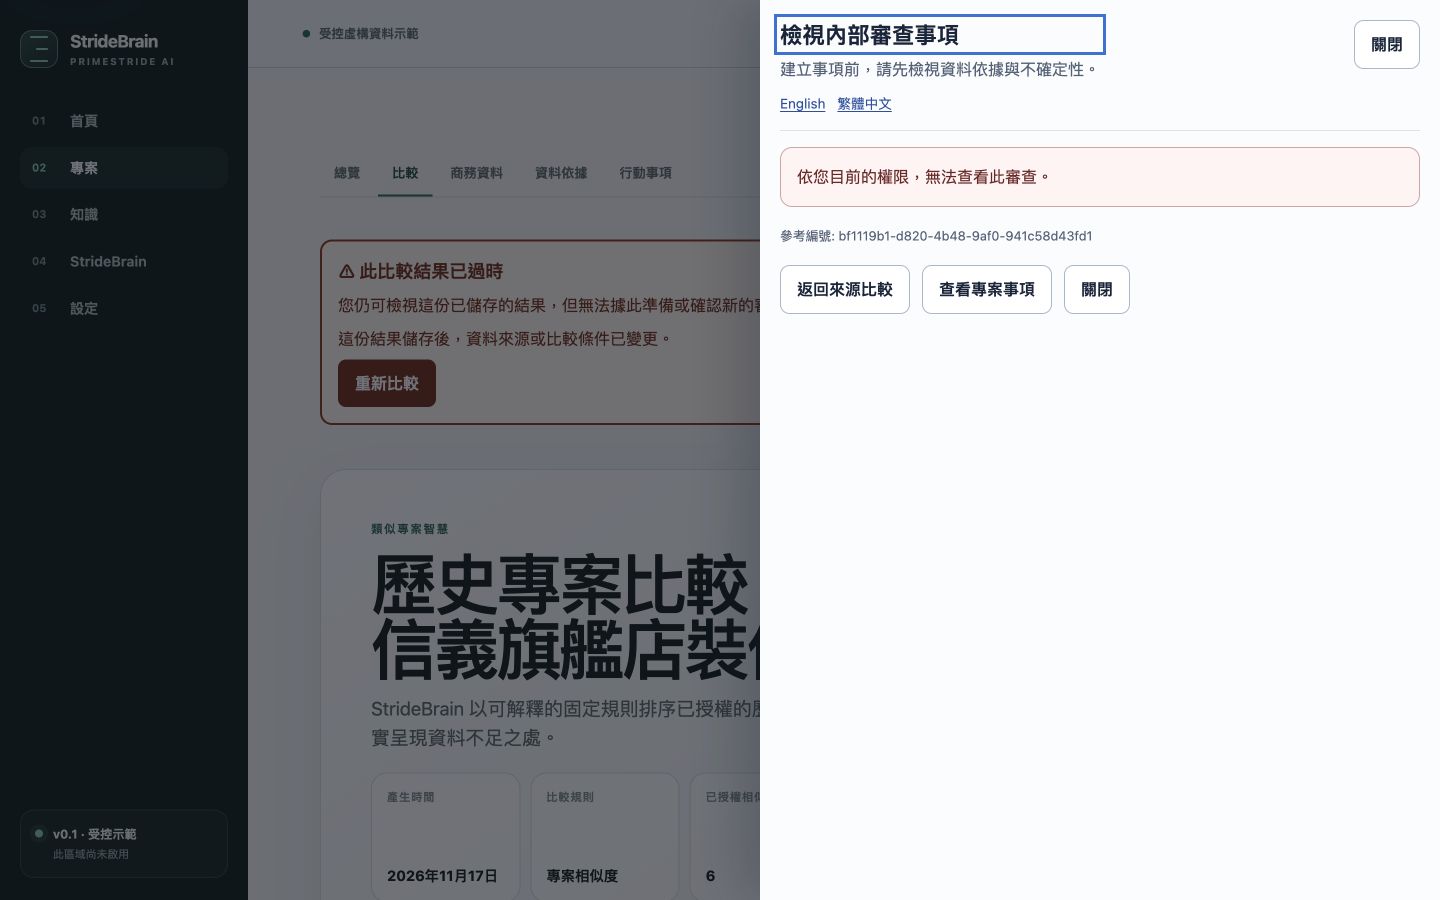 StrideBrain
PRIMESTRIDE AI
01 首頁
02 專案
03 知識
04 StrideBrain
05 設定
v0.1 · 受控示範
此區域尚未啟用
受控虛構資料示範
總覽 比較 商務資料 資料依據 行動事項
此比較結果已過時
您仍可檢視這份已儲存的結果，但無法據此準備或確認新的
這份結果儲存後，資料來源或比較條件已變更。
重新比較
類似專案智慧
歷史專案比較
信義旗艦店裝
StrideBrain 以可解釋的固定規則排序已授權的
實呈現資料不足之處。
產生時間
2026年11月17日
比較規則
專案相似度
已授權相
6
檢視內部審查事項
關閉
建立事項前，請先檢視資料依據與不確定性。
English 繁體中文
依您目前的權限，無法查看此審查。
參考編號: bf1119b1-d820-4b48-9af0-941c58d43fd1
返回來源比較 查看專案事項 關閉